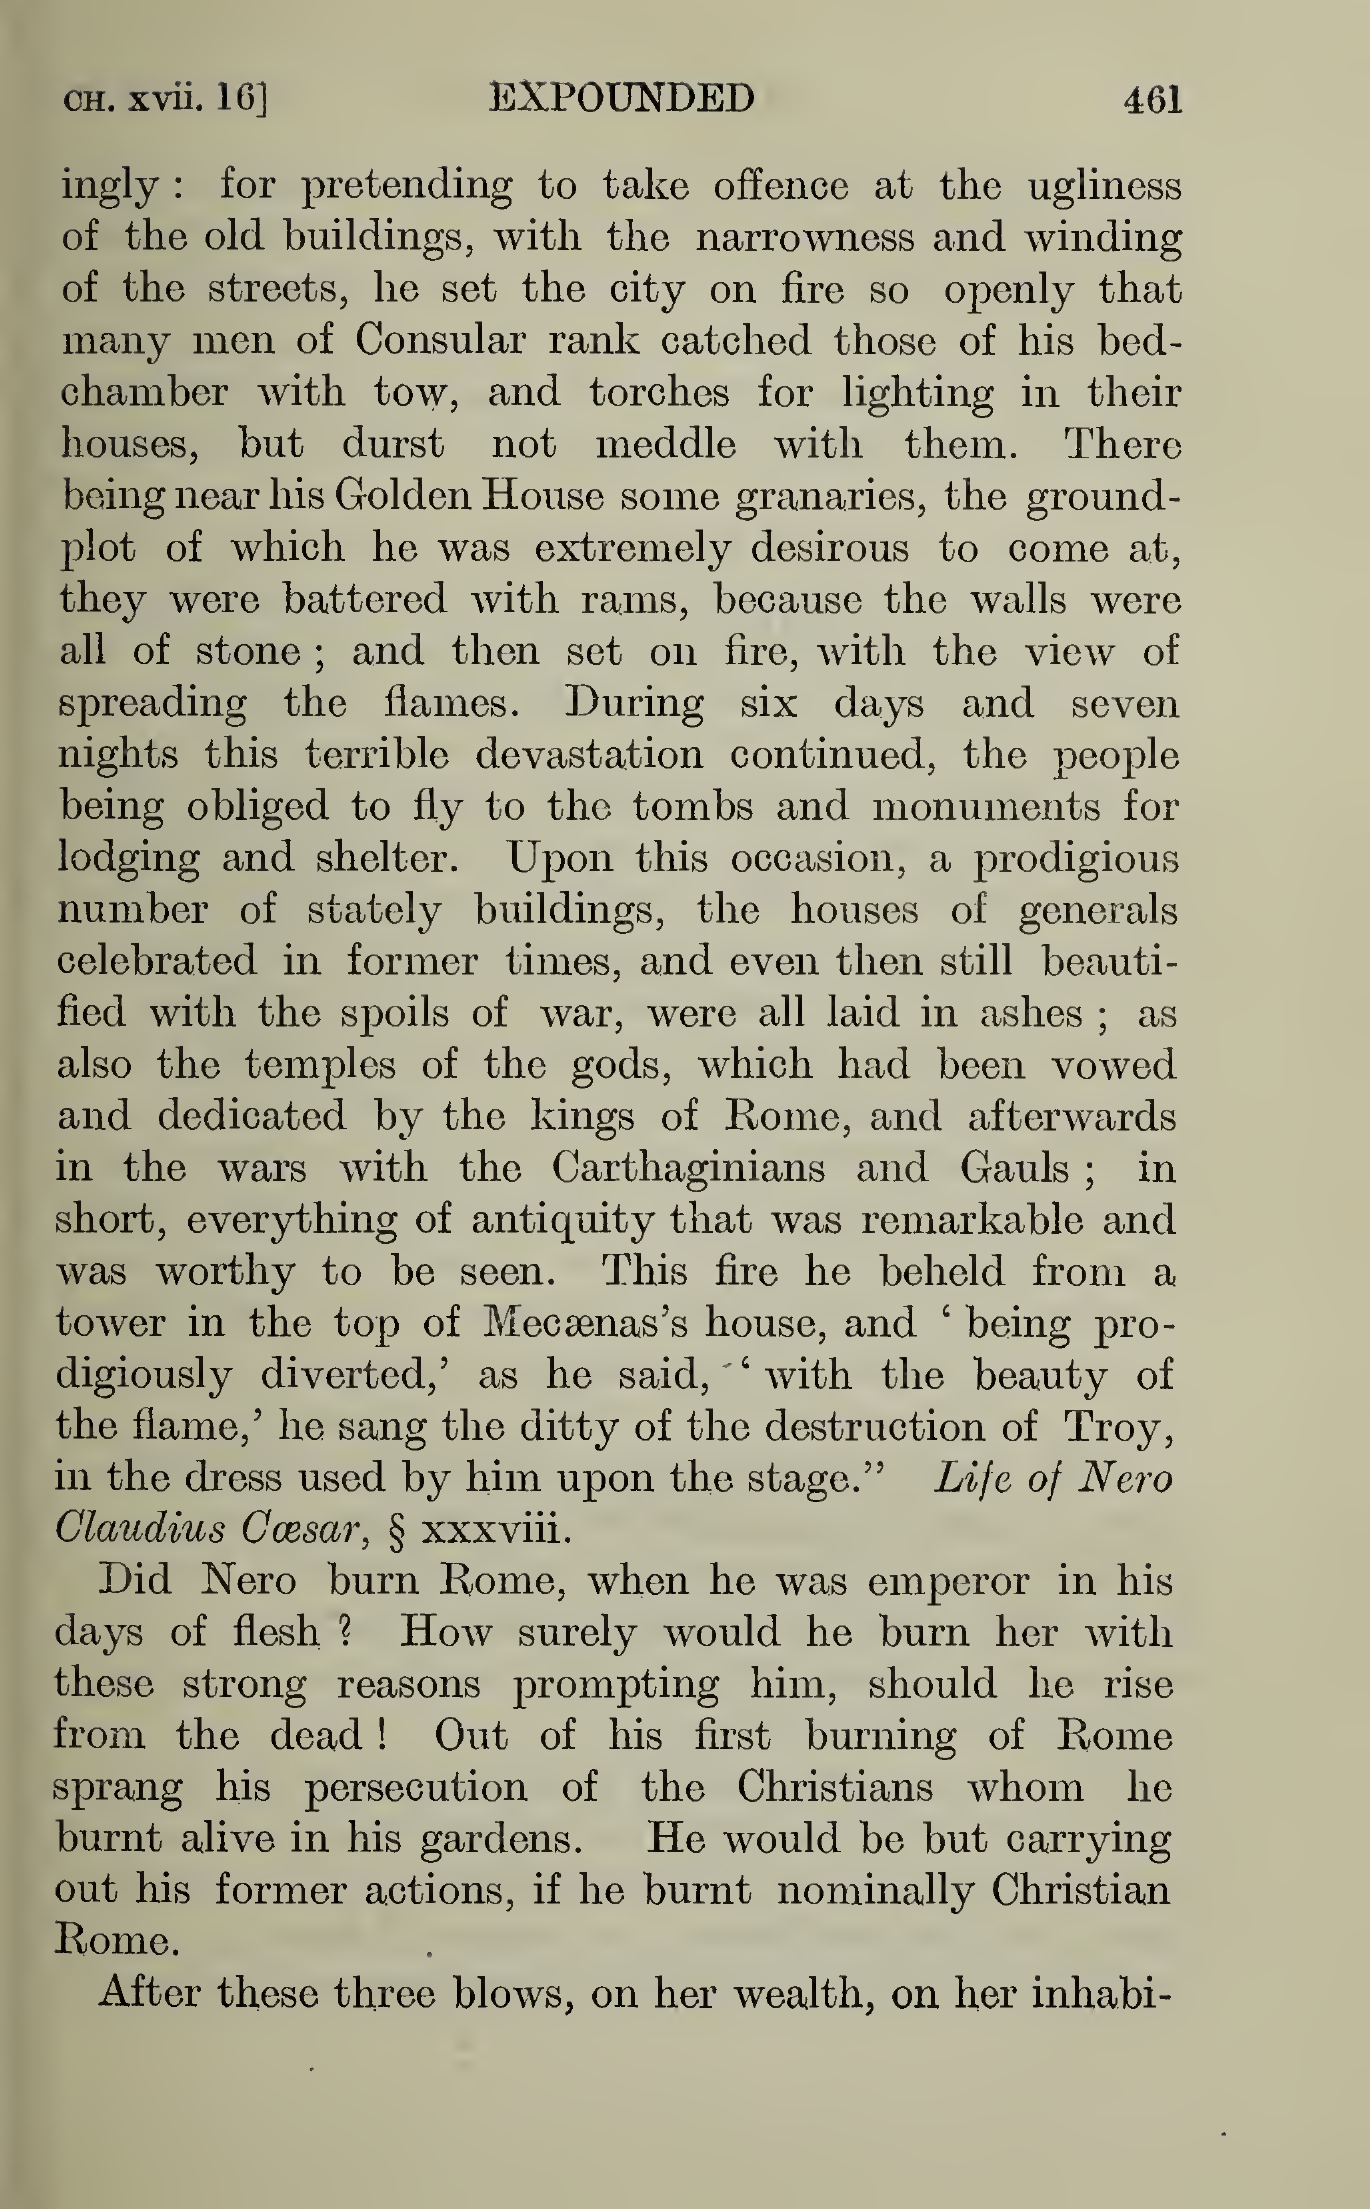 CH. xvii. 16] EXPOUNDED 461
ingly : for pretending to take offence at the ugliness
of the old buildings, with the narrowness and winding
of the streets, he set the city on fire so openly that
many men of Consular rank catched those of his bed-
chamber with tow, and torches for lighting in their
houses, but durst not meddle with them. There
being near his Golden House some granaries, the ground-
plot of which he was extremely desirous to come at,
they were battered with rams, because the walls were
all of stone ; and then set on fire, with the view of
spreading the flames. During six days and seven
nights this terrible devastation continued, the people
being obliged to fly to the tombs and monuments for
lodging and shelter. Upon this occasion, a prodigious
number of stately buildings, the houses of generals
celebrated in former times, and even then still beauti-
fied with the spoils of war, were all laid in ashes ; as
also the temples of the gods, which had been vowed
and dedicated by the kings of Rome, and afterwards
in the wars with the Carthaginians and Gauls ; in
short, everything of antiquity that was remarkable and
was worthy to be seen. This fire he beheld from a
tower in the top of Mecænas's house, and ' being pro-
digiously diverted,' as he said, ' with the beauty of
the flame,' he sang the ditty of the destruction of Troy,
in the dress used by him upon the stage." Life of Nero
Claudius Cæsar, § xxxviii.
Did Nero burn Rome, when he was emperor in his
days of flesh ? How surely would he burn her with
these strong reasons prompting him, should he rise
from the dead ! Out of his first burning of Rome
sprang his persecution of the Christians whom he
burnt alive in his gardens. He would be but carrying
out his former actions, if he burnt nominally Christian
Rome.
After these three blows, on her wealth, on her inhabi-